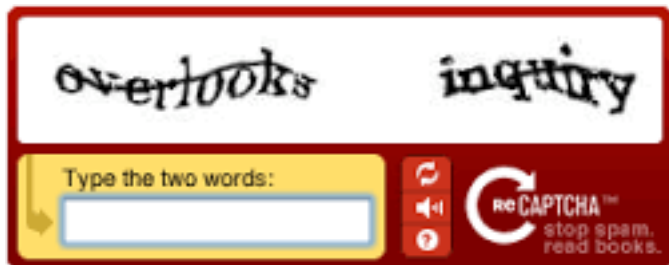 overlooks inquiry
Type the two words:
reCAPTCHA™
stop spam.
read books.